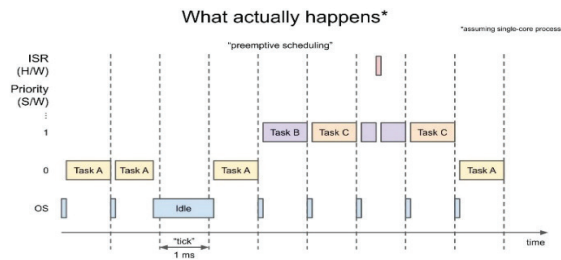 What actually happens*
*assuming single-core process
"preemptive scheduling"
ISR
(H/W)
Priority
(S/W)
...
1
Task B
Task C
Task C
0
Task A
Task A
Task A
Task A
OS
Idle
"tick"
1 ms
time